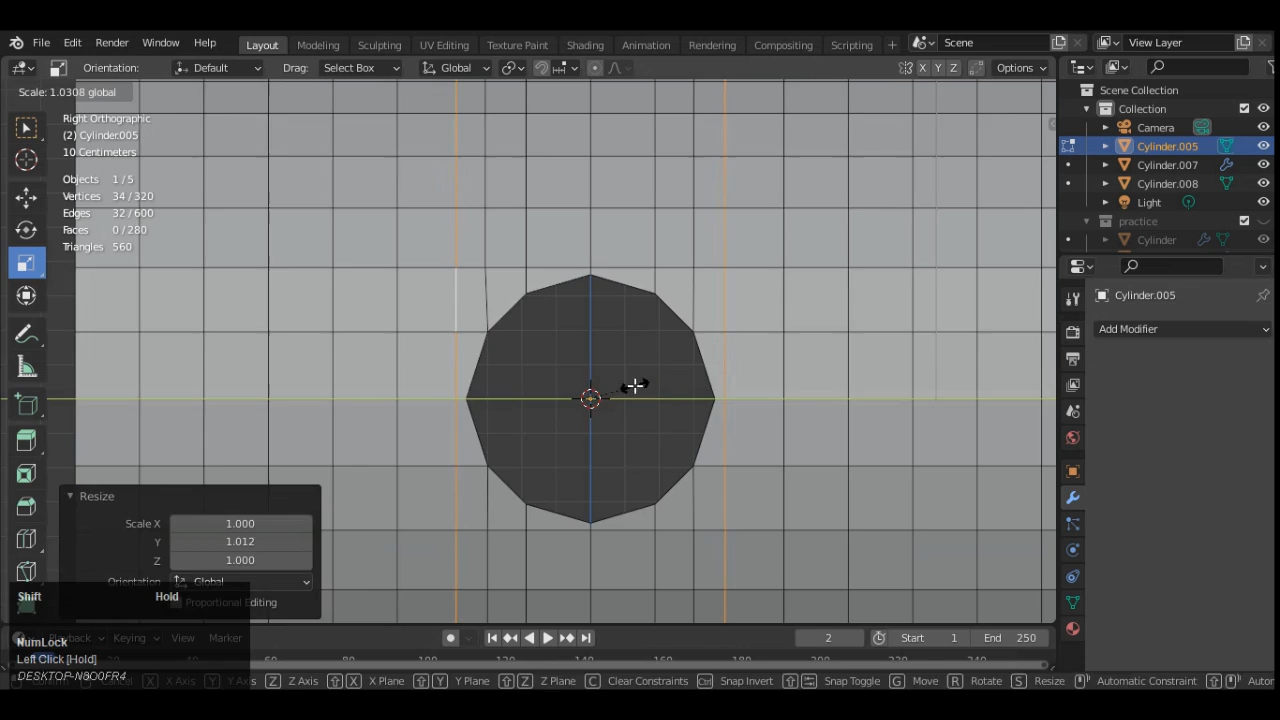 File Edit Render Window Help Layout Modeling Sculpting UV Editing Texture Paint Shading Animation Rendering Compositing Scripting + Scene View Layer
Orientation: Default Drag: Select Box Global X Y Z Options
Scale: 1.0308 global
Right Orthographic
(2) Cylinder.005
10 Centimeters
Objects 1/5
Vertices 34/320
Edges 32/600
Faces 0/280
Triangles 560
Scene Collection
Collection
Camera
Cylinder.005
Cylinder.007
Cylinder.008
Light
practice
Cylinder
Cylinder.005
Add Modifier
Resize
Scale X 1.000
Y 1.012
Z 1.000
Orientation Global
Proportional Editing
Shift Hold
NumLock
Left Click [Hold]
DESKTOP-N8O0FR4
Playback Keying View Marker 2 Start 1 End 250
X X Axis Y Y Axis Z Z Axis X X Plane Y Y Plane Z Z Plane C Clear Constraints Ctrl Snap Invert Snap Toggle G Move R Rotate S Resize Automatic Constraint